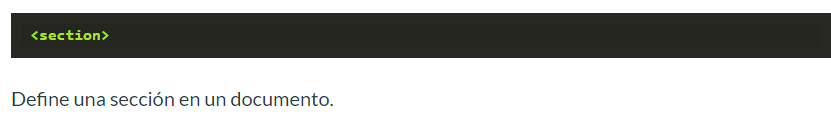 <section>
Define una sección en un documento.